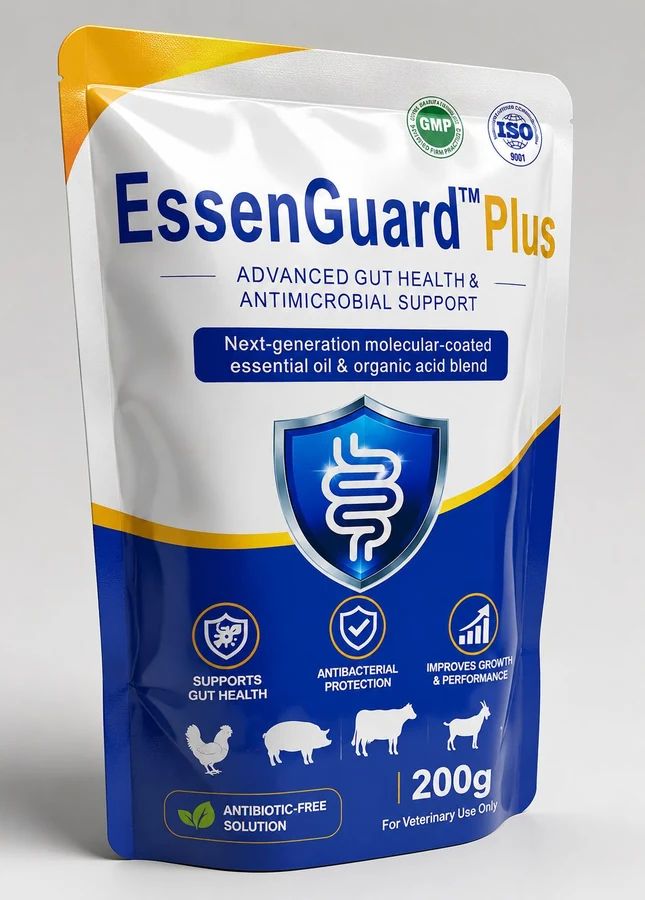 GMP
ISO
9001
EssenGuard™ Plus
ADVANCED GUT HEALTH &
ANTIMICROBIAL SUPPORT
Next-generation molecular-coated
essential oil & organic acid blend
SUPPORTS
GUT HEALTH
ANTIBACTERIAL
PROTECTION
IMPROVES GROWTH
& PERFORMANCE
200g
ANTIBIOTIC-FREE
SOLUTION
For Veterinary Use Only